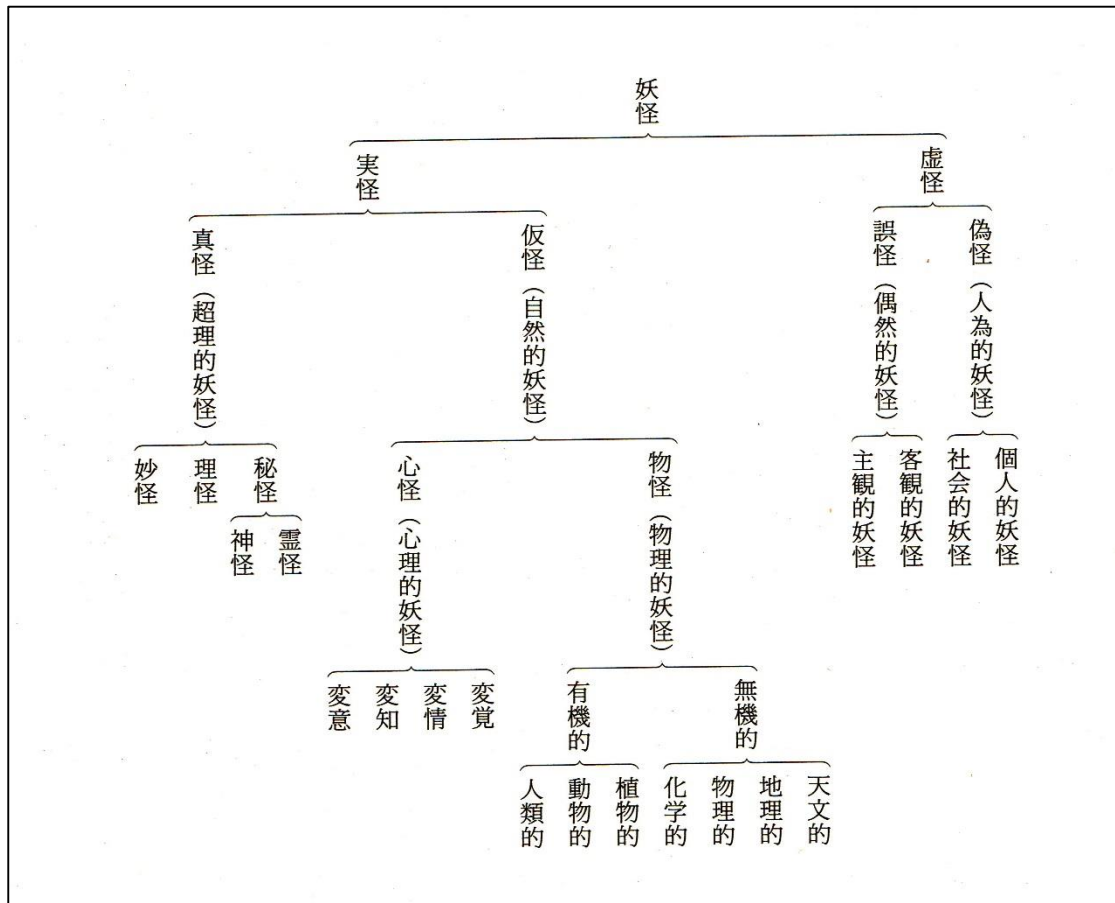 妖怪
虚怪
実怪
偽怪（人為的妖怪）
誤怪（偶然的妖怪）
仮怪（自然的妖怪）
真怪（超理的妖怪）
個人的妖怪
社会的妖怪
客観的妖怪
主観的妖怪
物怪（物理的妖怪）
心怪（心理的妖怪）
秘怪
理怪
妙怪
霊怪
神怪
無機的
有機的
変覚
変情
変知
変意
天文的
地理的
物理的
化学的
植物的
動物的
人類的